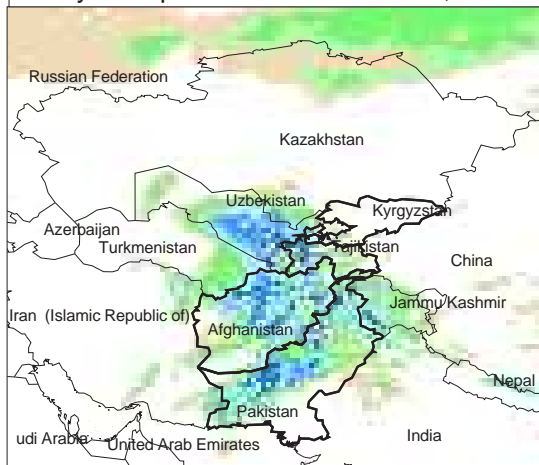 Russian Federation
Kazakhstan
Uzbekistan
Kyrgyzstan
Azerbaijan
Turkmenistan
Tajikistan
China
Jammu Kashmir
Iran (Islamic Republic of)
Afghanistan
Nepal
Pakistan
udi Arabia
United Arab Emirates
India